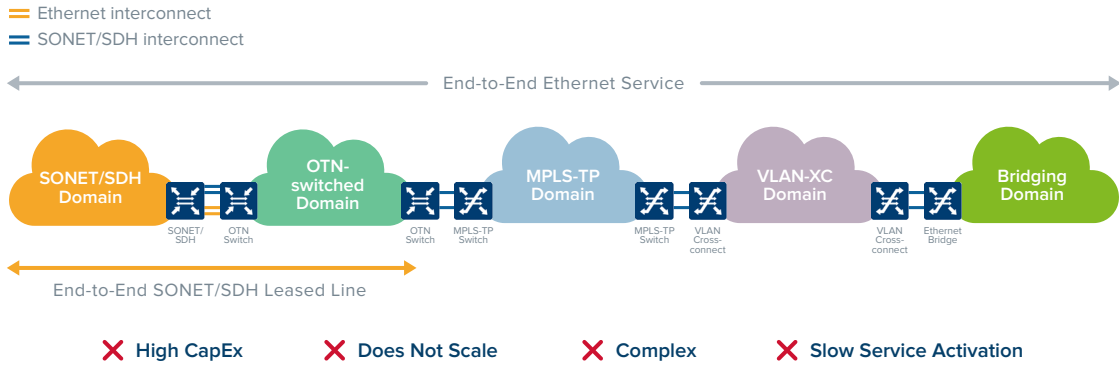 Ethernet interconnect
SONET/SDH interconnect
End-to-End Ethernet Service
SONET/SDH
Domain
OTN-
switched
Domain
MPLS-TP
Domain
VLAN-XC
Domain
Bridging
Domain
SONET/
SDH
OTN
Switch
OTN
Switch
MPLS-TP
Switch
MPLS-TP
Switch
VLAN
Cross-
connect
VLAN
Cross-
connect
Ethernet
Bridge
End-to-End SONET/SDH Leased Line
High CapEx
Does Not Scale
Complex
Slow Service Activation